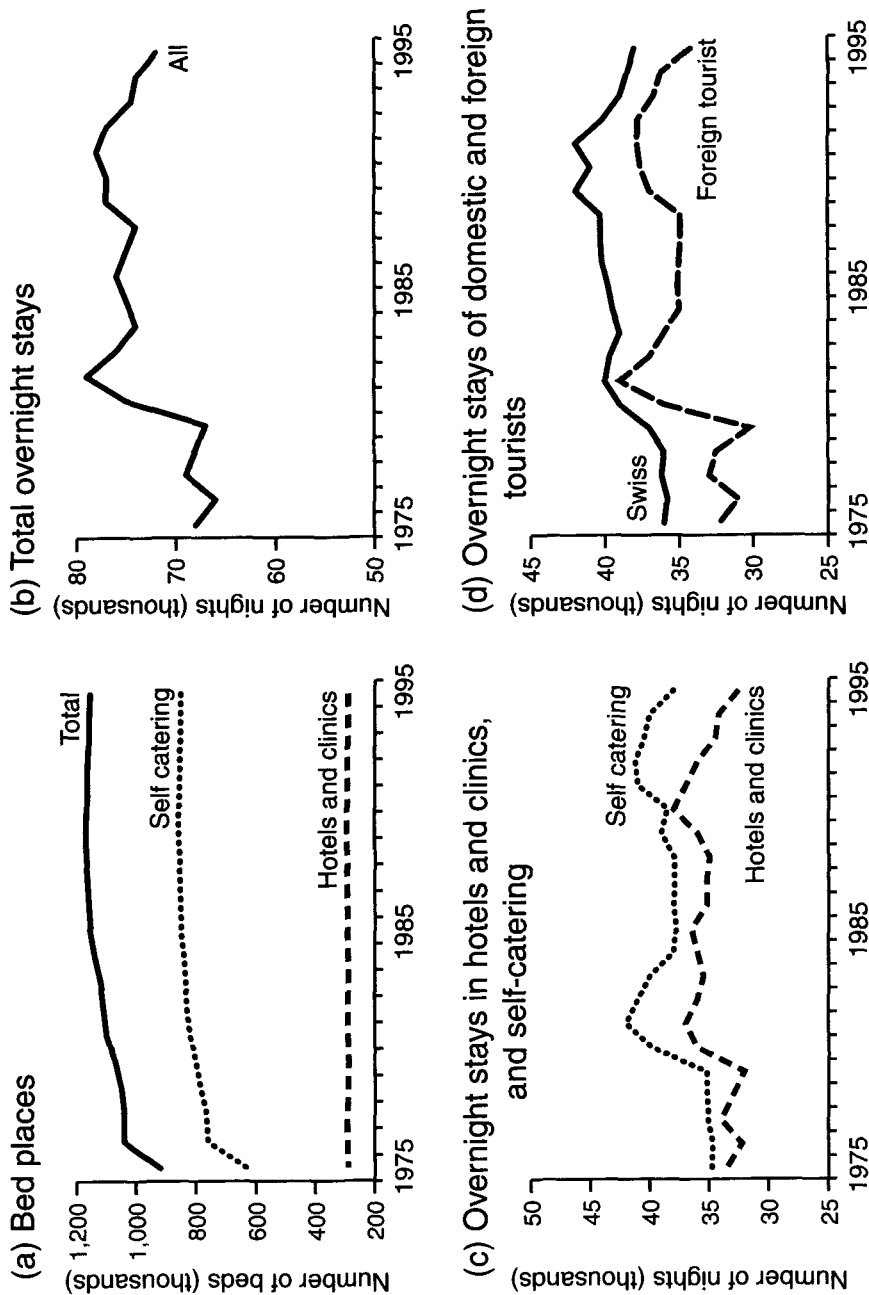 (a) Bed places
Number of beds (thousands)
1,200
1,000
800
600
400
200
Total
Self catering
Hotels and clinics
1975
1985
1995
(b) Total overnight stays
Number of nights (thousands)
80
70
60
50
All
1975
1985
1995
(c) Overnight stays in hotels and clinics,
and self-catering
Number of nights (thousands)
50
45
40
35
30
25
Self catering
Hotels and clinics
1975
1985
1995
(d) Overnight stays of domestic and foreign
tourists
Number of nights (thousands)
45
40
35
30
25
Swiss
Foreign tourist
1975
1985
1995